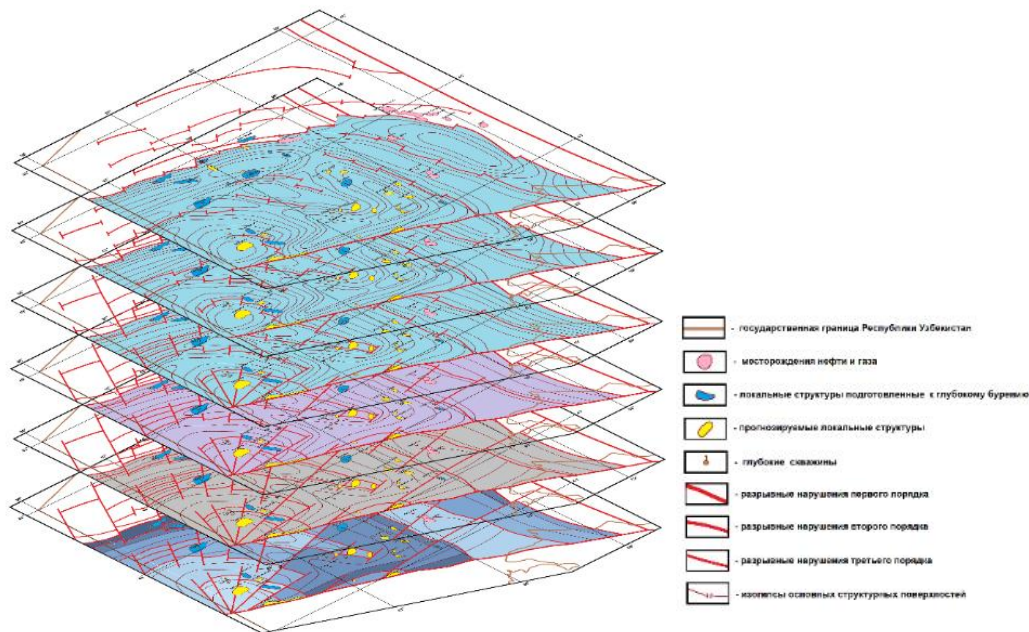 - государственная граница Республики Узбекистан
- месторождения нефти и газа
- локальные структуры подготовленные к глубокому бурению
- прогнозируемые локальные структуры
- глубокие скважины
- разрывные нарушения первого порядка
- разрывные нарушения второго порядка
- разрывные нарушения третьего порядка
- изогипсы основных структурных поверхностей